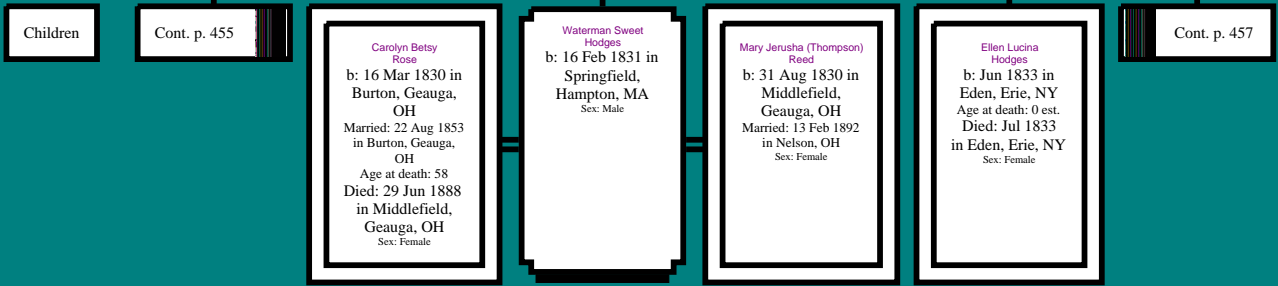 Children
Cont. p. 455
Carolyn Betsy
Rose
b: 16 Mar 1830 in
Burton, Geauga,
OH
Married: 22 Aug 1853
in Burton, Geauga,
OH
Age at death: 58
Died: 29 Jun 1888
in Middlefield,
Geauga, OH
Sex: Female
Waterman Sweet
Hodges
b: 16 Feb 1831 in
Springfield,
Hampton, MA
Sex: Male
Mary Jerusha (Thompson)
Reed
b: 31 Aug 1830 in
Middlefield,
Geauga, OH
Married: 13 Feb 1892
in Nelson, OH
Sex: Female
Ellen Lucina
Hodges
b: Jun 1833 in
Eden, Erie, NY
Age at death: 0 est.
Died: Jul 1833
in Eden, Erie, NY
Sex: Female
Cont. p. 457